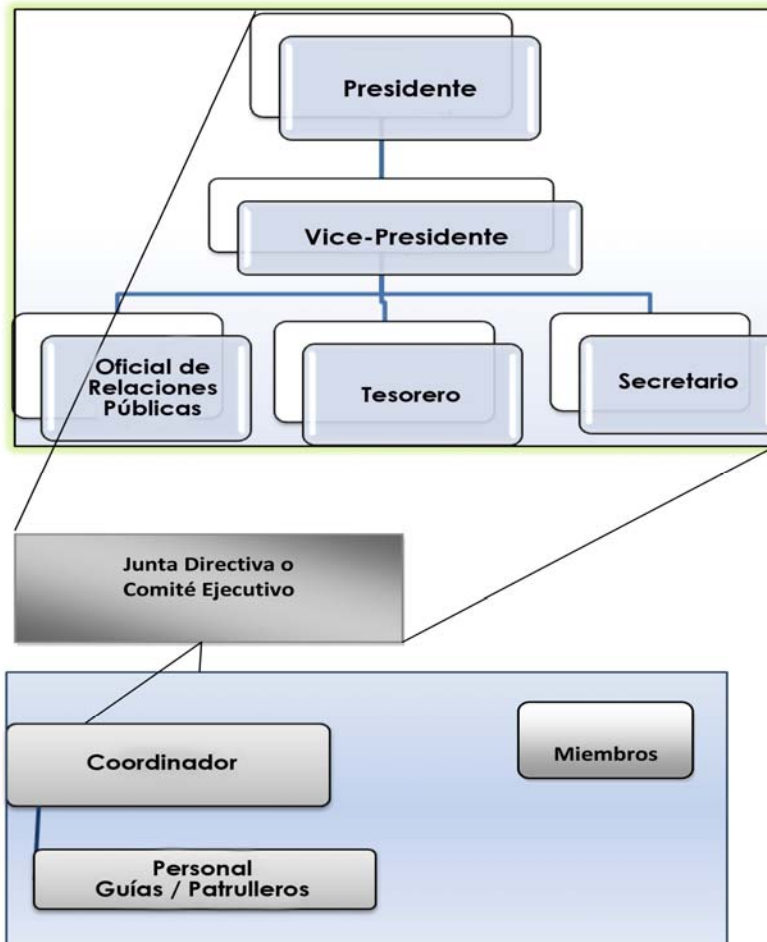 Presidente
Vice-Presidente
Oficial de
Relaciones
Públicas
Tesorero
Secretario
Junta Directiva o
Comité Ejecutivo
Coordinador
Miembros
Personal
Guías / Patrulleros